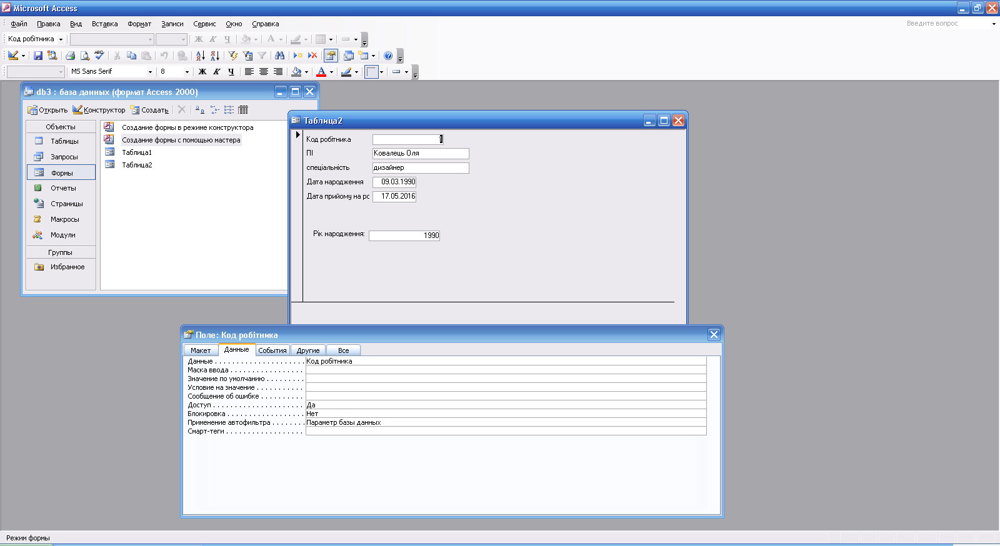 Microsoft Access
Файл Правка Вид Вставка Формат Записи Сервис Окно Справка
Введите вопрос
Код робітника Ж К Ч А
MS Sans Serif 8 Ж К Ч А
db3 : база данных (формат Access 2000)
Открыть Конструктор Создать
Объекты
Таблицы
Запросы
Формы
Отчеты
Страницы
Макросы
Модули
Группы
Избранное
Создание формы в режиме конструктора
Создание формы с помощью мастера
Таблица1
Таблица2
Таблица2
Код робітника 1
ПІ Ковалець Оля
спеціальність дизайнер
Дата народження 09.03.1990
Дата прийому на рс 17.05.2016
Рік народження: 1990
Поле: Код робітника
Макет Данные События Другие Все
Данные . . . . . . . . . . . . . . . . . . . . . Код робітника
Маска ввода . . . . . . . . . . . . . . . . .
Значение по умолчанию . . . . . . . . .
Условие на значение . . . . . . . . . . .
Сообщение об ошибке . . . . . . . . . .
Доступ . . . . . . . . . . . . . . . . . . . . . Да
Блокировка . . . . . . . . . . . . . . . . . . Нет
Применение автофильтра . . . . . . . . Параметр базы данных
Смарт-теги . . . . . . . . . . . . . . . . . .
Режим формы